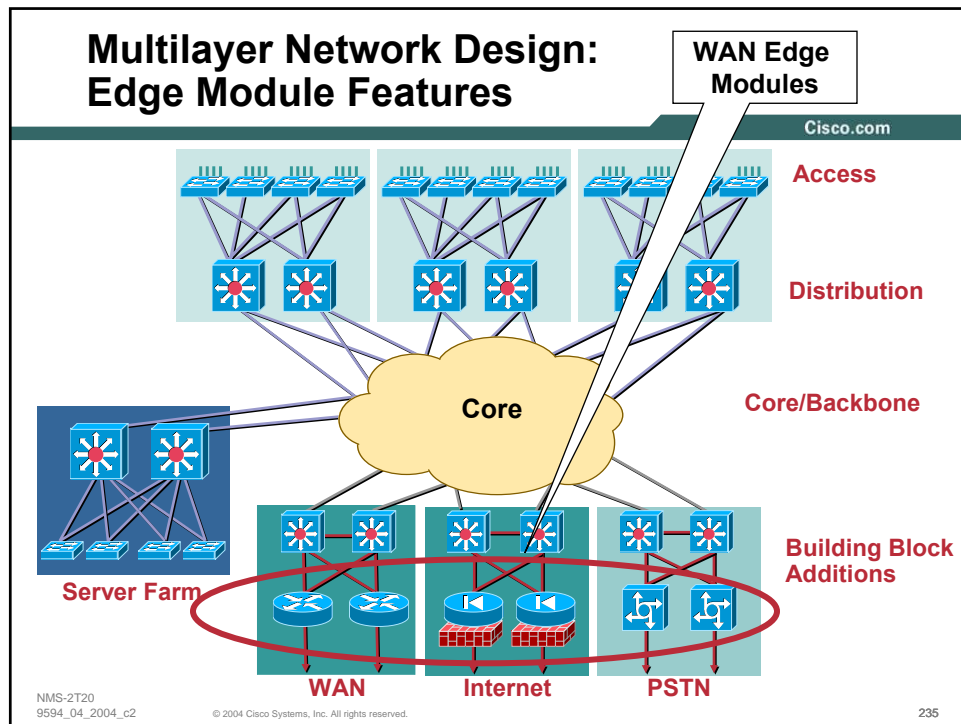 Multilayer Network Design:
Edge Module Features
WAN Edge
Modules
Cisco.com
Access
Distribution
Core
Core/Backbone
Server Farm
Building Block
Additions
WAN
Internet
PSTN
NMS-2T20
9594_04_2004_c2
© 2004 Cisco Systems, Inc. All rights reserved.
235